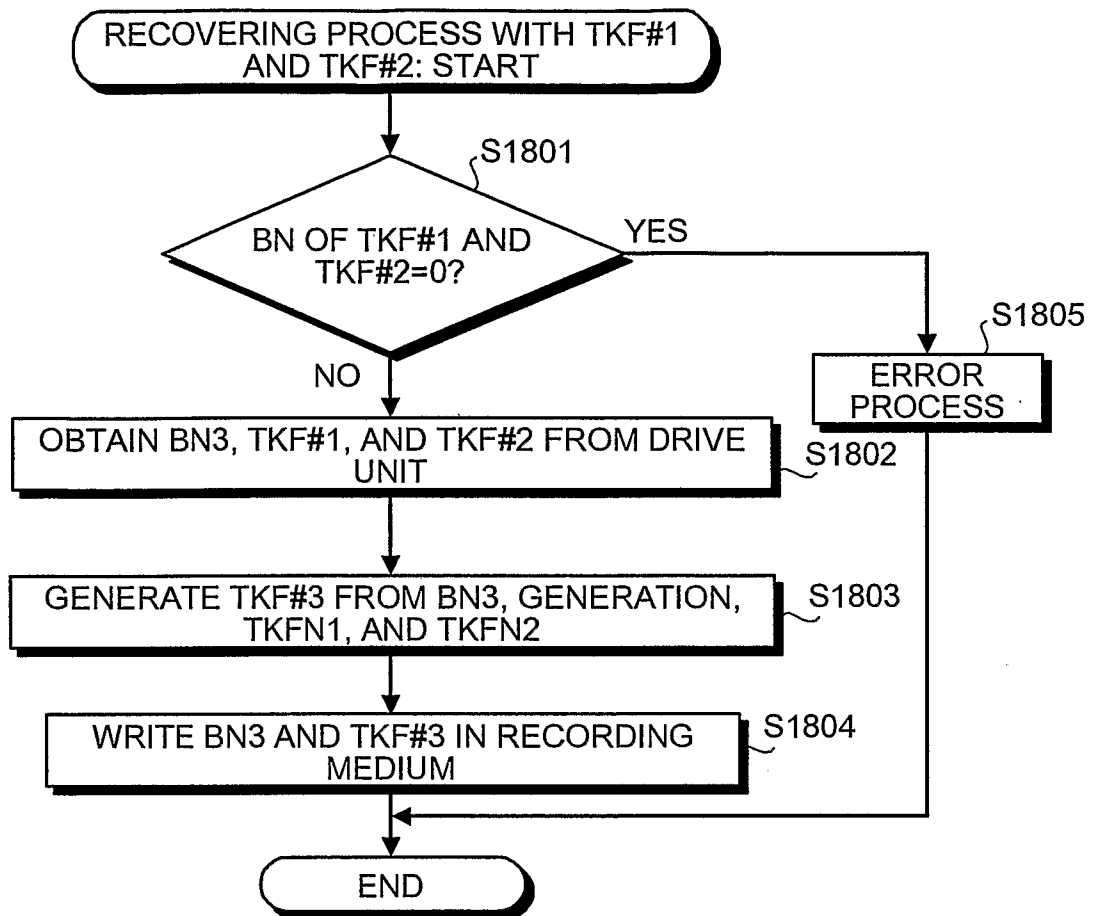 RECOVERING PROCESS WITH TKF#1
AND TKF#2: START
S1801
BN OF TKF#1 AND
TKF#2=0?
YES
NO
S1805
ERROR
PROCESS
OBTAIN BN3, TKF#1, AND TKF#2 FROM DRIVE
UNIT
S1802
GENERATE TKF#3 FROM BN3, GENERATION,
TKFN1, AND TKFN2
S1803
WRITE BN3 AND TKF#3 IN RECORDING
MEDIUM
S1804
END